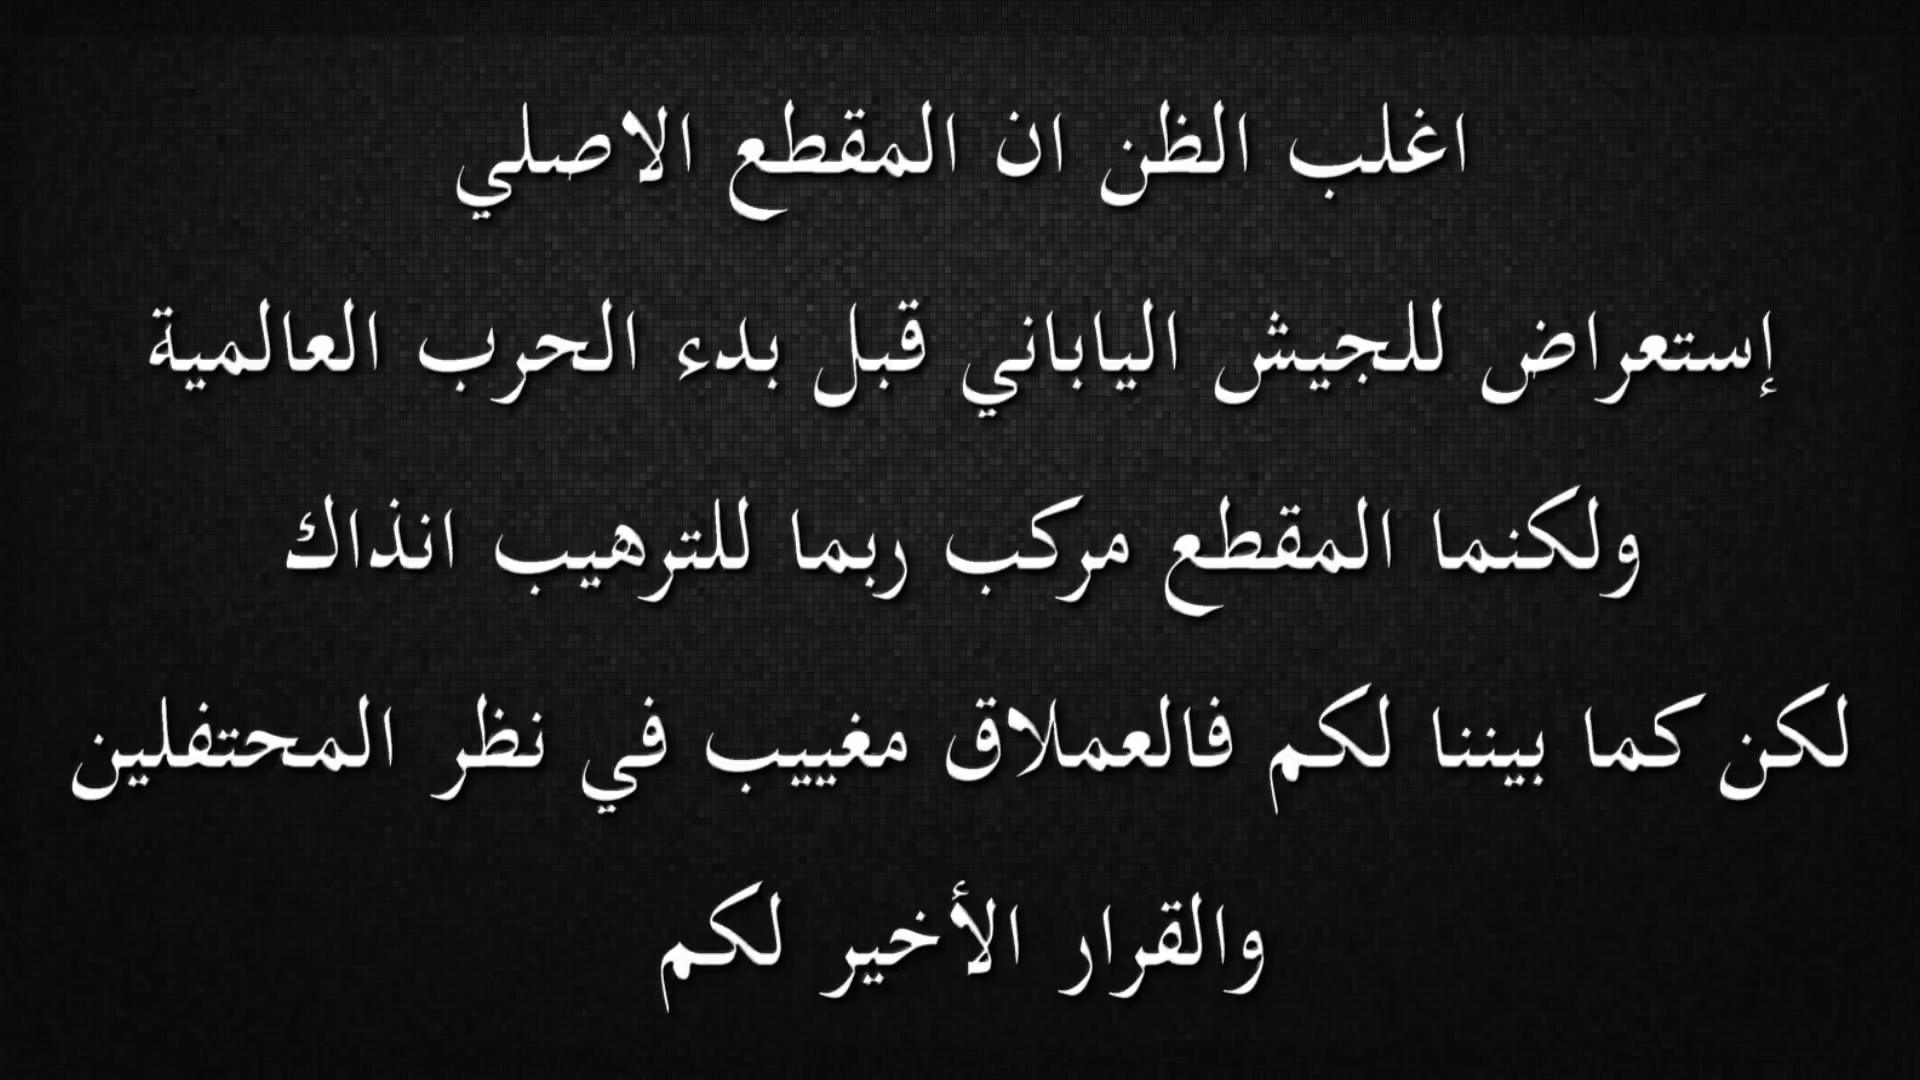 اغلب الظن ان المقطع الاصلي
إستعراض للجيش الياباني قبل بدء الحرب العالمية
ولكنما المقطع مركب ربما للترهيب انذاك
لكن كما بيننا لكم فالعملاق مغييب في نظر المحتفلين
والقرار الأخير لكم